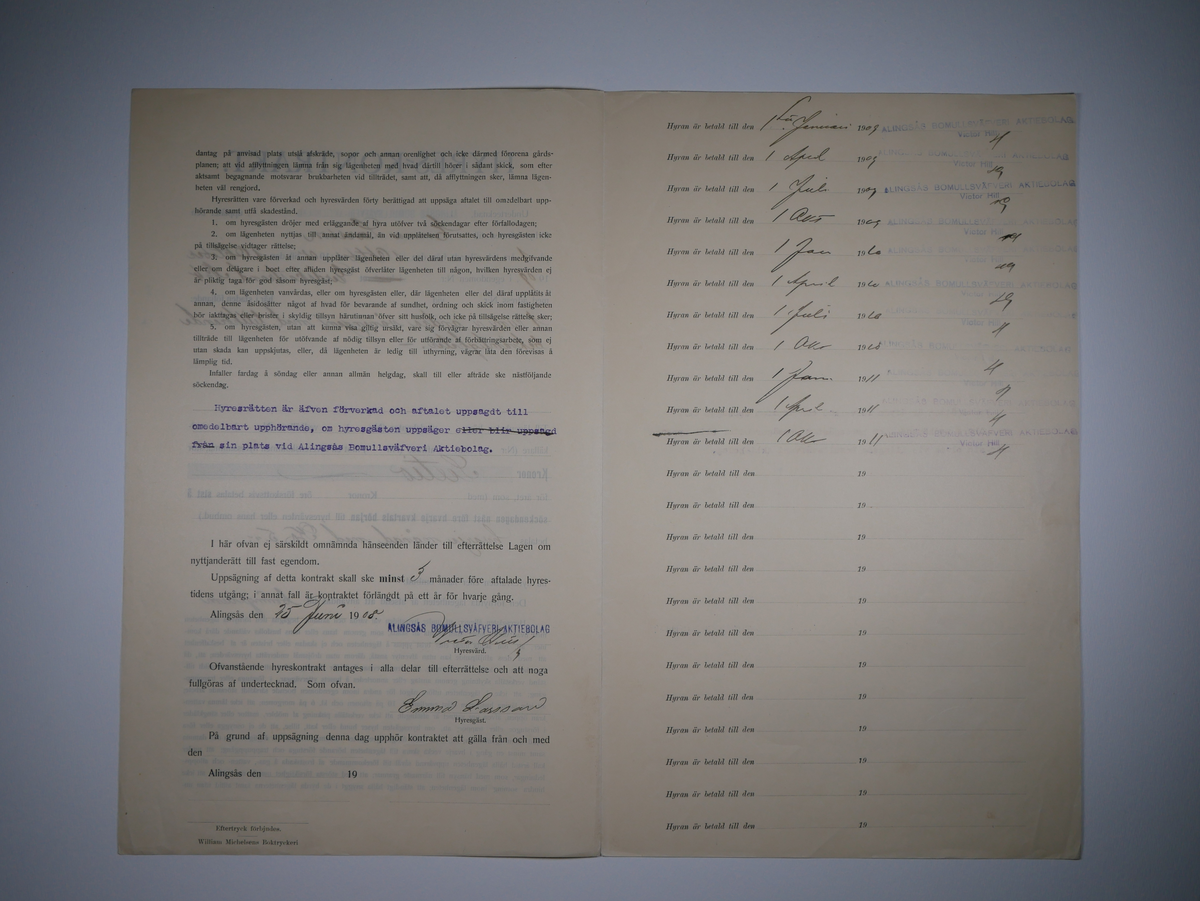 dantag på anvisad plats utslå afskräde, sopor och annan orenlighet och icke därmed förorena gårds-
planen; att vid afflyttningen lämna från sig lägenheten med hvad därtill hörer i sådant skick, som efter
aktsamt begagnande motsvarar brukbarheten vid tillträdet, samt att, då afflyttningen sker, lämna lägen-
heten väl rengjord.
Hyresrätten vare förverkad och hyresvärden förty berättigad att uppsäga aftalet till omedelbart upp-
hörande samt utfå skadestånd.
1. om hyresgästen dröjer med erläggande af hyra utöfver två söckendagar efter förfallodagen;
2. om lägenheten nyttjas till annat ändamål, än vid upplåtelsen förutsattes, och hyresgästen icke
på tillsägelse vidtager rättelse;
3. om hyresgästen åt annan upplåter lägenheten eller del däraf utan hyresvärdens medgifvande
eller om delägare i boet efter afliden hyresgäst öfverlåter lägenheten till någon, hvilken hyresvärden ej
är pliktig taga för god såsom hyresgäst;
4. om lägenheten vanvårdas, eller om hyresgästen eller, där lägenheten eller del däraf upplåtits åt
annan, denne åsidosätter något af hvad för bevarande af sundhet, ordning och skick inom fastigheten
bör iakttagas eller brister i skyldig tillsyn härutinnan öfver sitt husfolk, och icke på tillsägelse rättelse sker;
5. om hyresgästen, utan att kunna visa giltig ursäkt, vare sig förvägrar hyresvärden eller annan
tillträde till lägenheten för utöfvande af nödig tillsyn eller för utförande af förbättringsarbete, som ej
utan skada kan uppskjutas, eller, då lägenheten är ledig till uthyrning, vägrar låta den förevisas å
lämplig tid.
Infaller fardag å söndag eller annan allmän helgdag, skall till eller afträde ske nästföljande
söckendag.
Hyresrätten är äfven förverkad och aftalet uppsagdt till
omedelbart upphörande, om hyresgästen uppsäger eller blir uppsagd
från sin plats vid Alingsås Bomullsväfveri Aktiebolag.
I här ofvan ej särskildt omnämnda hänseenden länder till efterrättelse Lagen om
nyttjanderätt till fast egendom.
Uppsägning af detta kontrakt skall ske minst 3 månader före aftalade hyres-
tidens utgång; i annat fall är kontraktet förlängdt på ett år för hvarje gång.
Alingsås den 25 Juni 1908.
ALINGSÅS BOMULLSVÄFVERI AKTIEBOLAG
Hyresvärd.
Ofvanstående hyreskontrakt antages i alla delar till efterrättelse och att noga
fullgöras af undertecknad. Som ofvan.
Emma Larsson
Hyresgäst.
På grund af uppsägning denna dag upphör kontraktet att gälla från och med
den
Alingsås den 19
Eftertryck förbjudes.
William Michelsens Boktryckeri
Hyran är betald till den 1 Januari 1909 ALINGSÅS BOMULLSVÄFVERI AKTIEBOLAG
Victor Hill
Hyran är betald till den 1 April 1909
Victor Hill
Hyran är betald till den 1 Juli 1909 ALINGSÅS BOMULLSVÄFVERI AKTIEBOLAG
Victor Hill
Hyran är betald till den 1 Okt 1909
Victor Hill
Hyran är betald till den 1 Jan 1910
Hyran är betald till den 1 April 1910
Hyran är betald till den 1 Juli 1910
Hyran är betald till den 1 Okt 1910
Hyran är betald till den 1 Jan. 1911
Hyran är betald till den 1 April 1911
Hyran är betald till den 1 Okt 1911 ALINGSÅS BOMULLSVÄFVERI AKTIEBOLAG
Victor Hill
Hyran är betald till den 19
Hyran är betald till den 19
Hyran är betald till den 19
Hyran är betald till den 19
Hyran är betald till den 19
Hyran är betald till den 19
Hyran är betald till den 19
Hyran är betald till den 19
Hyran är betald till den 19
Hyran är betald till den 19
Hyran är betald till den 19
Hyran är betald till den 19